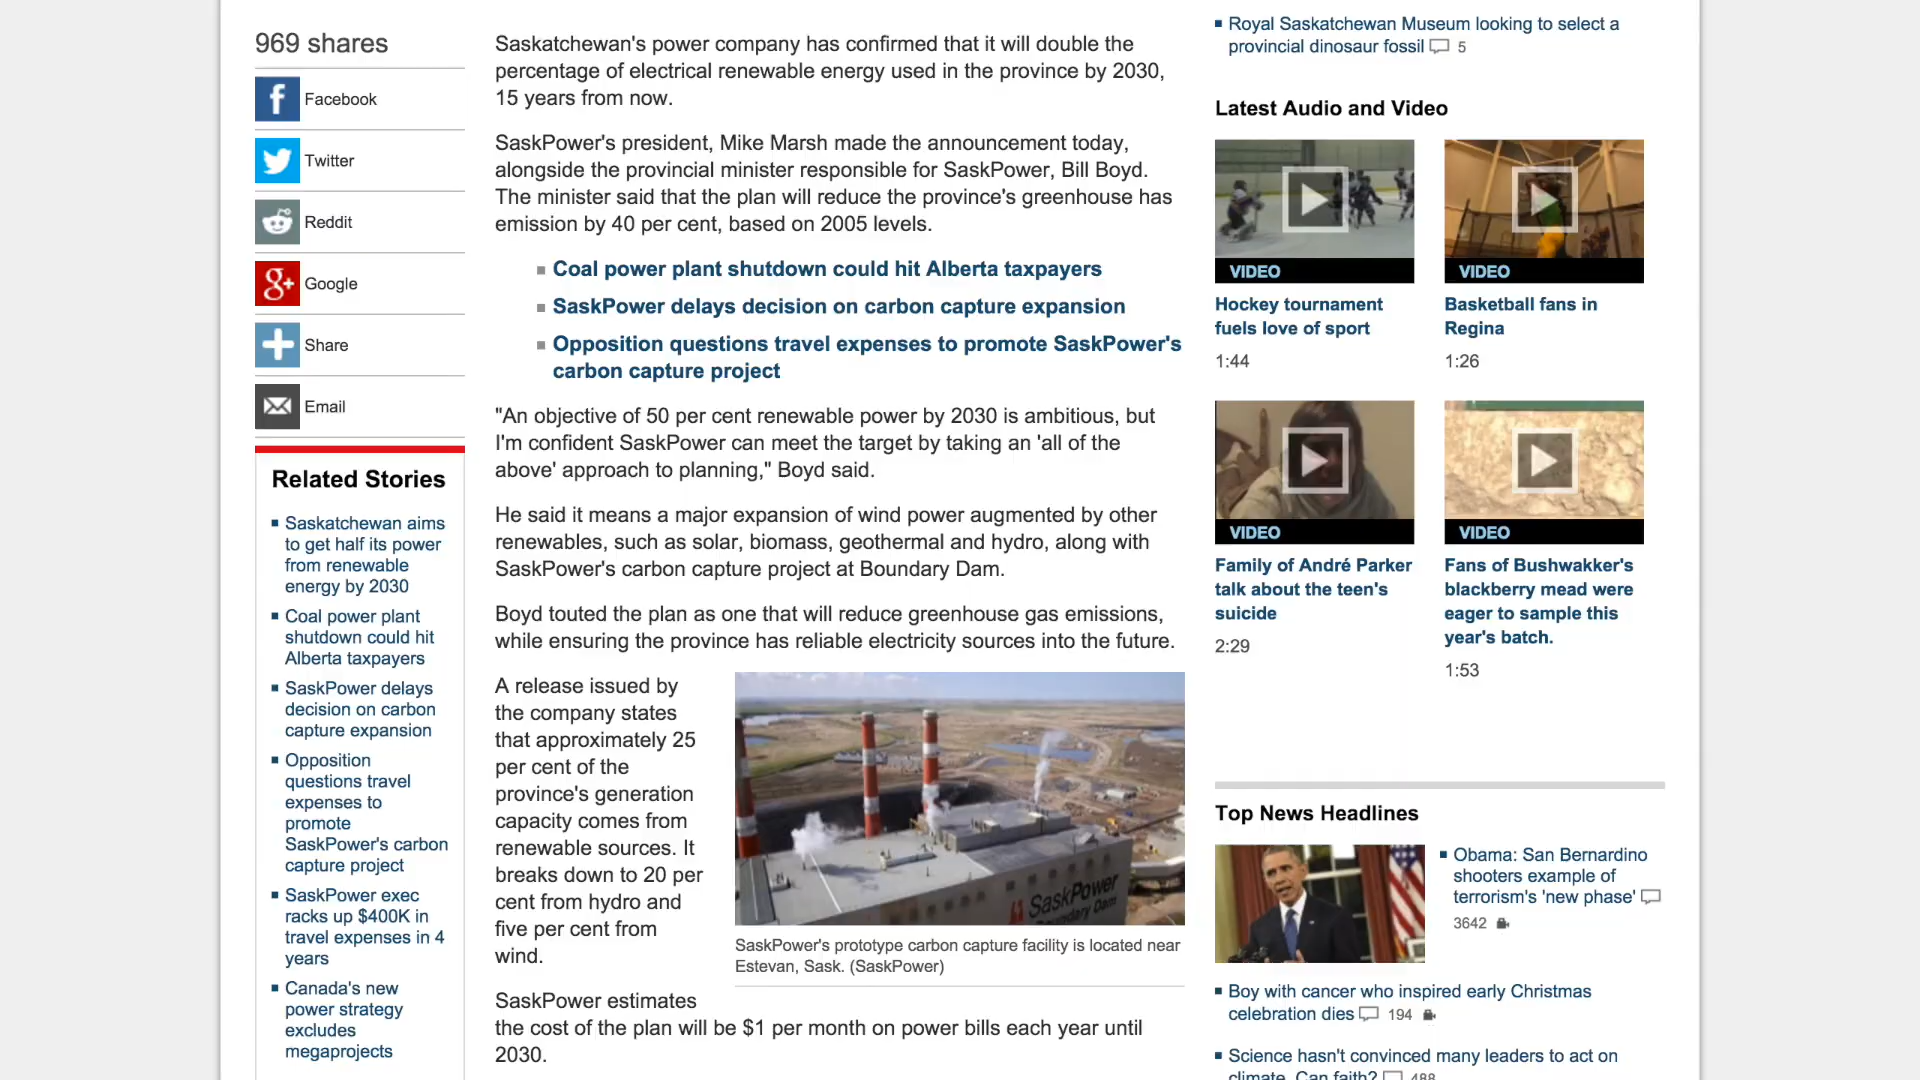 969 shares
Facebook
Twitter
Reddit
Google
Share
Email
Related Stories
Saskatchewan aims
to get half its power
from renewable
energy by 2030
Coal power plant
shutdown could hit
Alberta taxpayers
SaskPower delays
decision on carbon
capture expansion
Opposition
questions travel
expenses to
promote
SaskPower's carbon
capture project
SaskPower exec
racks up $400K in
travel expenses in 4
years
Canada's new
power strategy
excludes
megaprojects
Saskatchewan's power company has confirmed that it will double the
percentage of electrical renewable energy used in the province by 2030,
15 years from now.
SaskPower's president, Mike Marsh made the announcement today,
alongside the provincial minister responsible for SaskPower, Bill Boyd.
The minister said that the plan will reduce the province's greenhouse has
emission by 40 per cent, based on 2005 levels.
Coal power plant shutdown could hit Alberta taxpayers
SaskPower delays decision on carbon capture expansion
Opposition questions travel expenses to promote SaskPower's
carbon capture project
"An objective of 50 per cent renewable power by 2030 is ambitious, but
I'm confident SaskPower can meet the target by taking an 'all of the
above' approach to planning," Boyd said.
He said it means a major expansion of wind power augmented by other
renewables, such as solar, biomass, geothermal and hydro, along with
SaskPower's carbon capture project at Boundary Dam.
Boyd touted the plan as one that will reduce greenhouse gas emissions,
while ensuring the province has reliable electricity sources into the future.
A release issued by
the company states
that approximately 25
per cent of the
province's generation
capacity comes from
renewable sources. It
breaks down to 20 per
cent from hydro and
five per cent from
wind.
SaskPower
Boundary Dam
SaskPower's prototype carbon capture facility is located near
Estevan, Sask. (SaskPower)
SaskPower estimates
the cost of the plan will be $1 per month on power bills each year until
2030.
Royal Saskatchewan Museum looking to select a
provincial dinosaur fossil 5
Latest Audio and Video
VIDEO
Hockey tournament
fuels love of sport
1:44
VIDEO
Basketball fans in
Regina
1:26
VIDEO
Family of André Parker
talk about the teen's
suicide
2:29
VIDEO
Fans of Bushwakker's
blackberry mead were
eager to sample this
year's batch.
1:53
Top News Headlines
Obama: San Bernardino
shooters example of
terrorism's 'new phase'
3642
Boy with cancer who inspired early Christmas
celebration dies 194
Science hasn't convinced many leaders to act on
climate. Can faith? 488